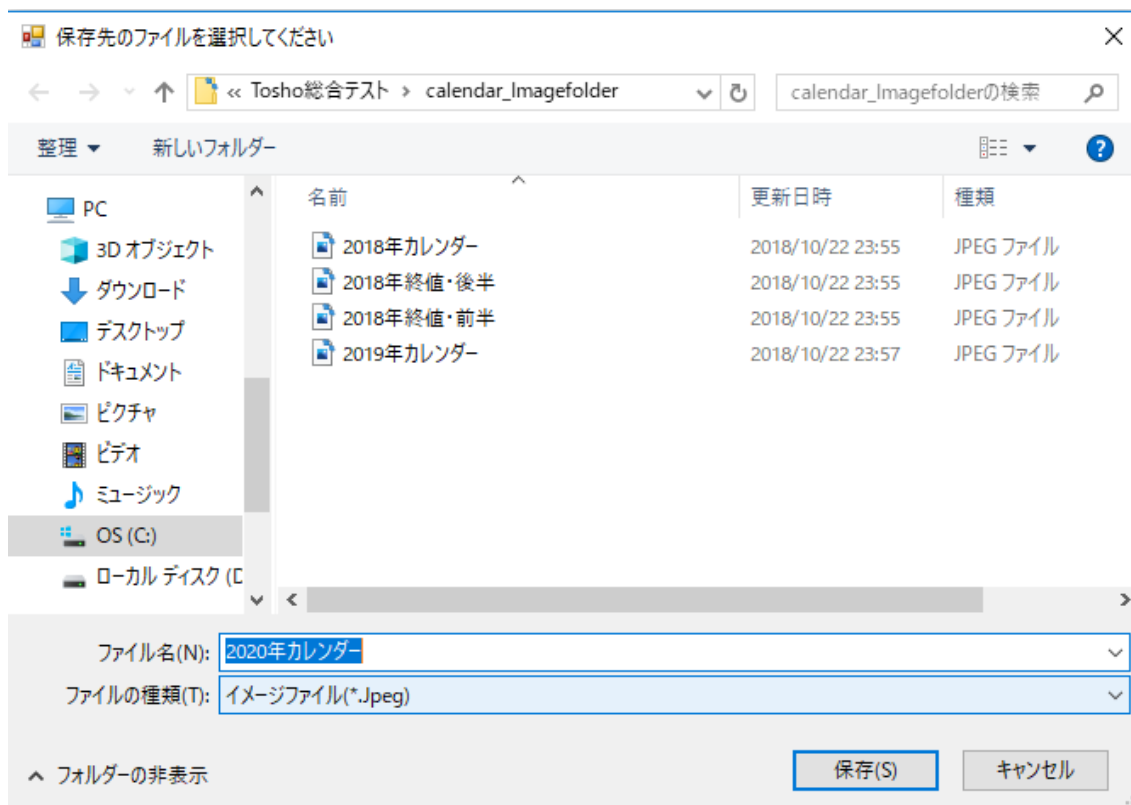 保存先のファイルを選択してください
« Tosho総合テスト › calendar_Imagefolder
calendar_Imagefolderの検索
整理
新しいフォルダー
名前 更新日時 種類
PC
3D オブジェクト
ダウンロード
デスクトップ
ドキュメント
ピクチャ
ビデオ
ミュージック
OS (C:)
ローカル ディスク (D
2018年カレンダー 2018/10/22 23:55 JPEG ファイル
2018年終値・後半 2018/10/22 23:55 JPEG ファイル
2018年終値・前半 2018/10/22 23:55 JPEG ファイル
2019年カレンダー 2018/10/22 23:57 JPEG ファイル
ファイル名(N): 2020年カレンダー
ファイルの種類(T): イメージファイル(*.Jpeg)
フォルダーの非表示
保存(S)
キャンセル